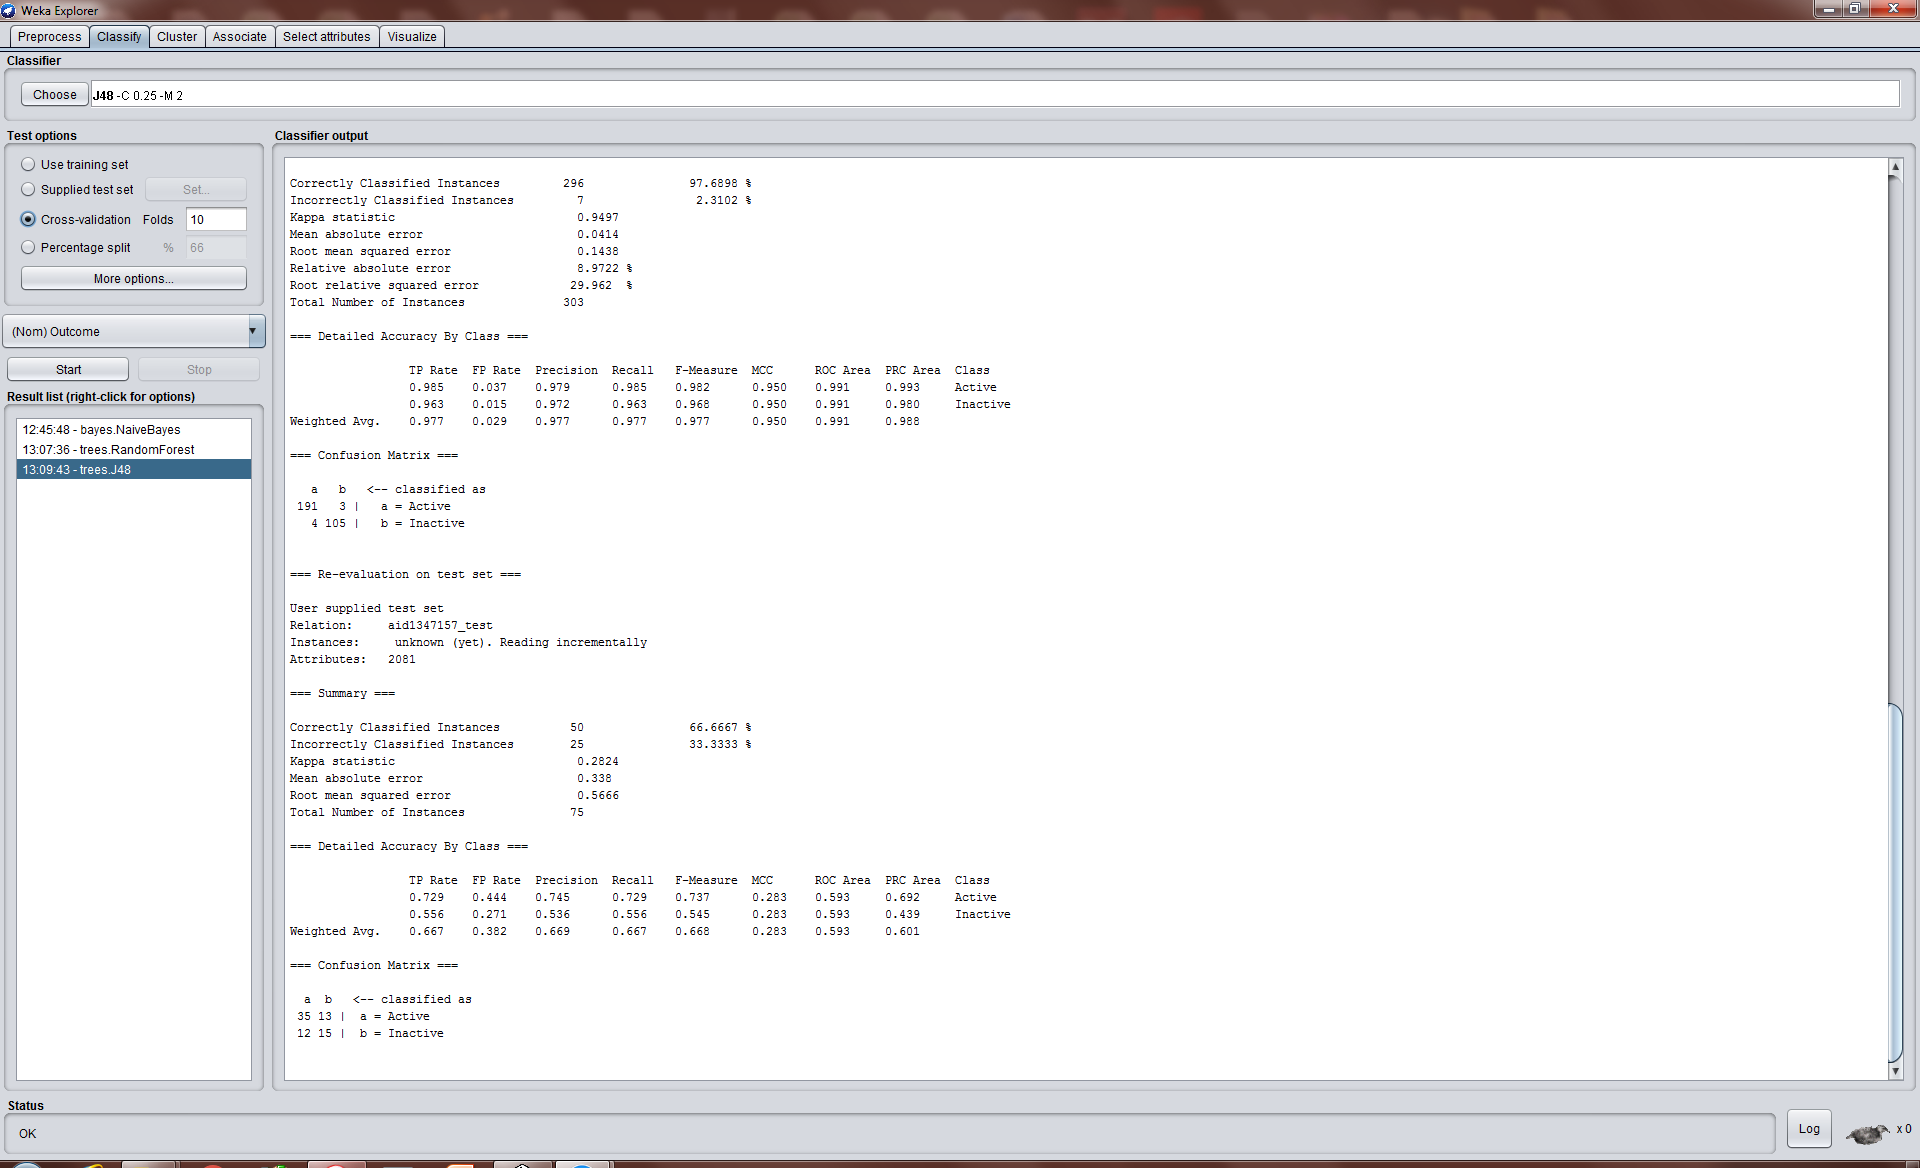 Weka Explorer
Preprocess Classify Cluster Associate Select attributes Visualize
Classifier
Choose J48 -C 0.25 -M 2
Test options
Use training set
Supplied test set Set...
Cross-validation Folds 10
Percentage split % 66
More options...
(Nom) Outcome
Start Stop
Result list (right-click for options)
12:45:48 - bayes.NaiveBayes
13:07:36 - trees.RandomForest
13:09:43 - trees.J48
Classifier output
Correctly Classified Instances 296 97.6898 %
Incorrectly Classified Instances 7 2.3102 %
Kappa statistic 0.9497
Mean absolute error 0.0414
Root mean squared error 0.1438
Relative absolute error 8.9722 %
Root relative squared error 29.962 %
Total Number of Instances 303
=== Detailed Accuracy By Class ===
TP Rate FP Rate Precision Recall F-Measure MCC ROC Area PRC Area Class
0.985 0.037 0.979 0.985 0.982 0.950 0.991 0.993 Active
0.963 0.015 0.972 0.963 0.968 0.950 0.991 0.980 Inactive
Weighted Avg. 0.977 0.029 0.977 0.977 0.977 0.950 0.991 0.988
=== Confusion Matrix ===
a b <-- classified as
191 3 | a = Active
4 105 | b = Inactive
=== Re-evaluation on test set ===
User supplied test set
Relation: aid1347157_test
Instances: unknown (yet). Reading incrementally
Attributes: 2081
=== Summary ===
Correctly Classified Instances 50 66.6667 %
Incorrectly Classified Instances 25 33.3333 %
Kappa statistic 0.2824
Mean absolute error 0.338
Root mean squared error 0.5666
Total Number of Instances 75
=== Detailed Accuracy By Class ===
TP Rate FP Rate Precision Recall F-Measure MCC ROC Area PRC Area Class
0.729 0.444 0.745 0.729 0.737 0.283 0.593 0.692 Active
0.556 0.271 0.536 0.556 0.545 0.283 0.593 0.439 Inactive
Weighted Avg. 0.667 0.382 0.669 0.667 0.668 0.283 0.593 0.601
=== Confusion Matrix ===
a b <-- classified as
35 13 | a = Active
12 15 | b = Inactive
Status
OK
Log x 0